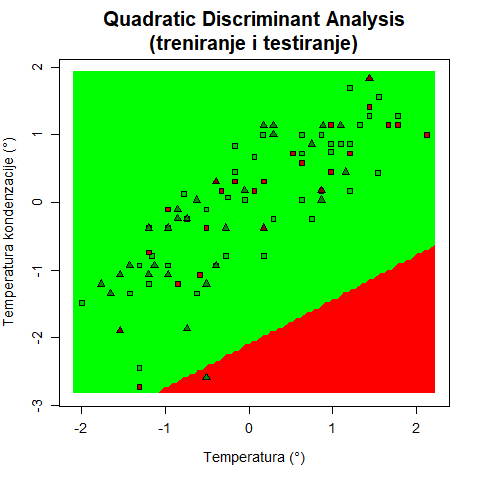 Quadratic Discriminant Analysis
(treniranje i testiranje)
Temperatura kondenzacije (°)
2
1
0
-1
-2
-3
-2 -1 0 1 2
Temperatura (°)